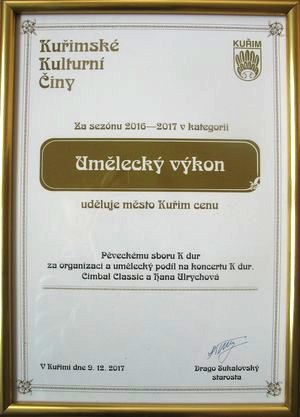 Kuřimské
Kulturní
Činy
KUŘIM
Za sezónu 2016—2017 v kategorii
Umělecký výkon
uděluje město Kuřim cenu
Pěveckému sboru K dur
za organizaci a umělecký podíl na koncertu K dur,
Cimbal Classic a Hana Ulrychová
V Kuřimi dne 9. 12. 2017
Drago Sukalovský
starosta